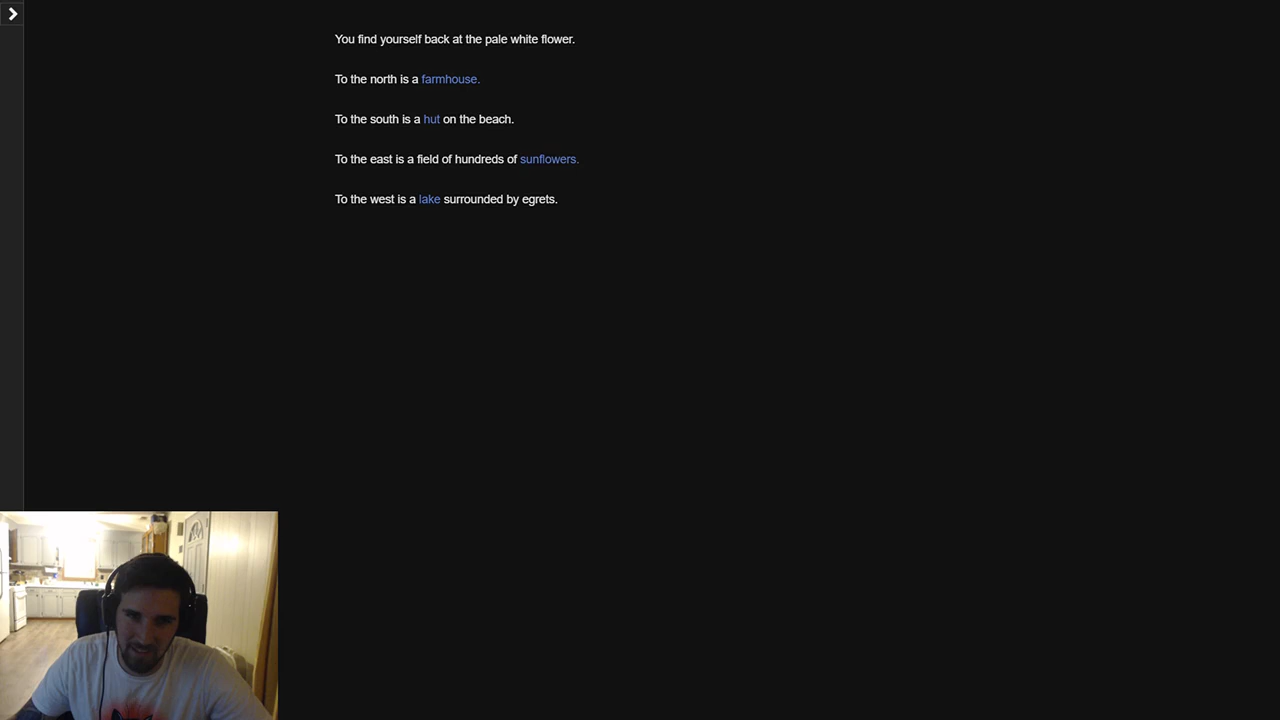 You find yourself back at the pale white flower.
To the north is a farmhouse.
To the south is a hut on the beach.
To the east is a field of hundreds of sunflowers.
To the west is a lake surrounded by egrets.